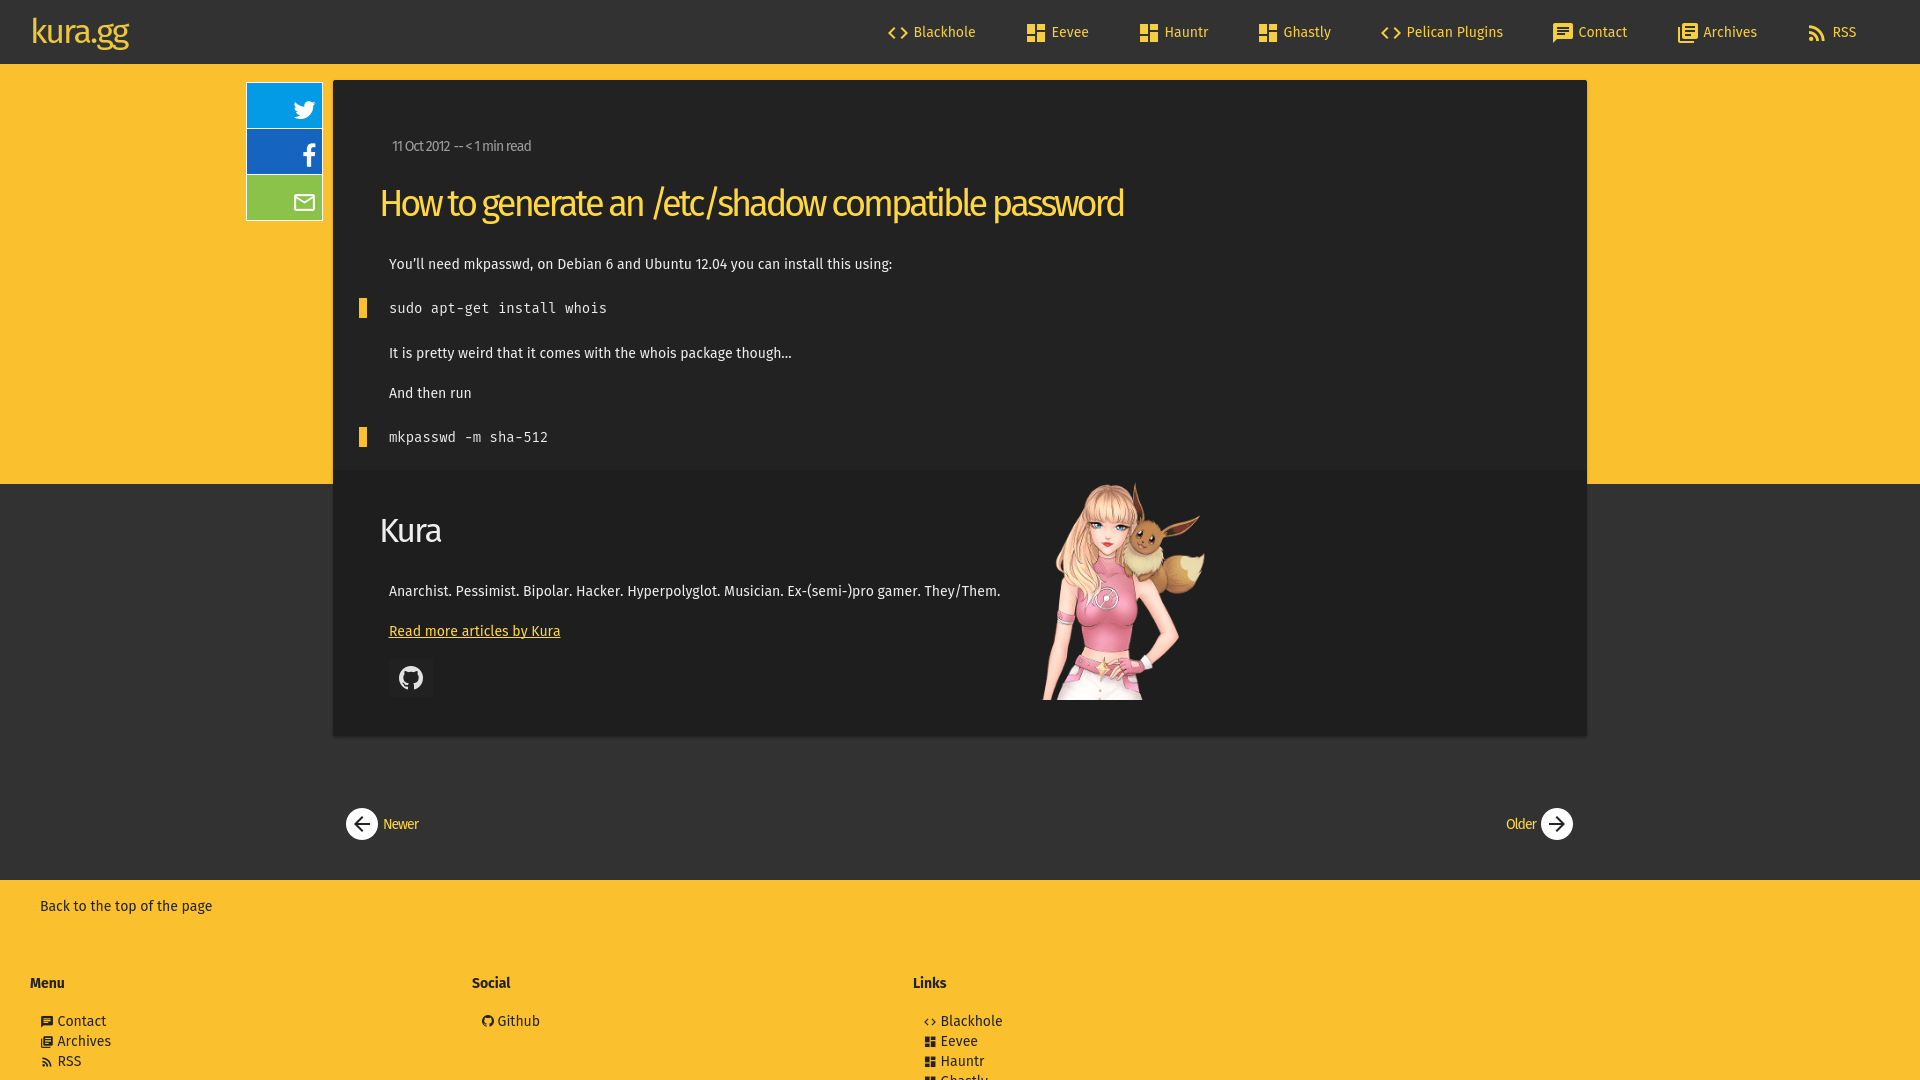 kura.gg
Blackhole
Eevee
Hauntr
Ghastly
Pelican Plugins
Contact
Archives
RSS
11 Oct 2012 -- < 1 min read
How to generate an /etc/shadow compatible password
You’ll need mkpasswd, on Debian 6 and Ubuntu 12.04 you can install this using:
sudo apt-get install whois
It is pretty weird that it comes with the whois package though…
And then run
mkpasswd -m sha-512
Kura
Anarchist. Pessimist. Bipolar. Hacker. Hyperpolyglot. Musician. Ex-(semi-)pro gamer. They/Them.
Read more articles by Kura
Newer
Older
Back to the top of the page
Menu
Contact
Archives
RSS
Social
Github
Links
Blackhole
Eevee
Hauntr
Ghastly